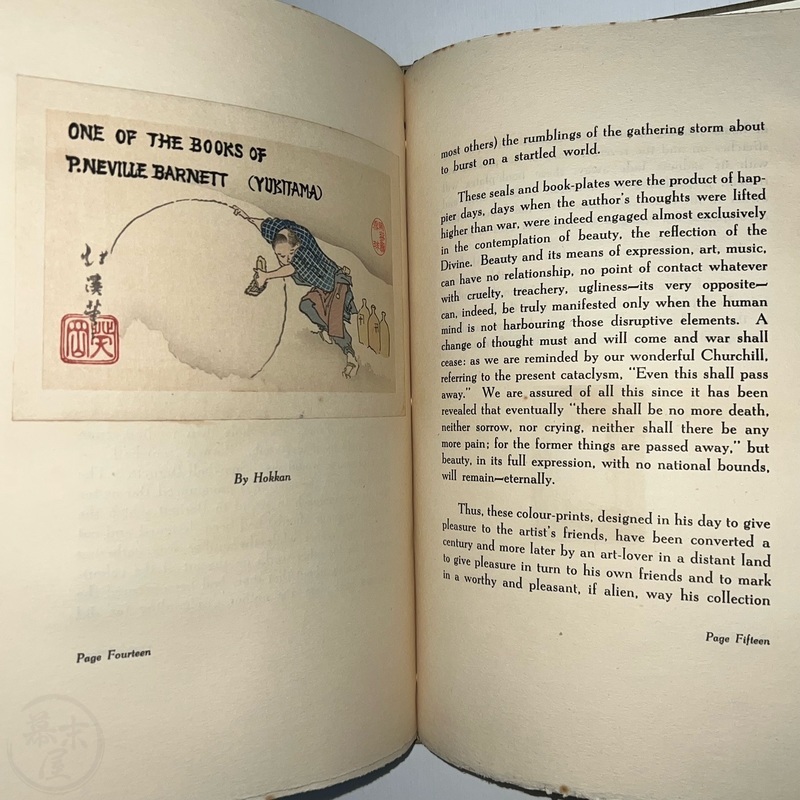 ONE OF THE BOOKS OF
P. NEVILLE BARNETT (YUKITAMA)
葵岡
By Hokkan
Page Fourteen
most others) the rumblings of the gathering storm about
to burst on a startled world.
These seals and book-plates were the product of hap-
pier days, days when the author's thoughts were lifted
higher than war, were indeed engaged almost exclusively
in the contemplation of beauty, the reflection of the
Divine. Beauty and its means of expression, art, music,
can have no relationship, no point of contact whatever
with cruelty, treachery, ugliness—its very opposite—
can, indeed, be truly manifested only when the human
mind is not harbouring those disruptive elements. A
change of thought must and will come and war shall
cease: as we are reminded by our wonderful Churchill,
referring to the present cataclysm, "Even this shall pass
away." We are assured of all this since it has been
revealed that eventually "there shall be no more death,
neither sorrow, nor crying, neither shall there be any
more pain; for the former things are passed away," but
beauty, in its full expression, with no national bounds,
will remain—eternally.
Thus, these colour-prints, designed in his day to give
pleasure to the artist's friends, have been converted a
century and more later by an art-lover in a distant land
to give pleasure in turn to his own friends and to mark
in a worthy and pleasant, if alien, way his collection
Page Fifteen
幕末屋